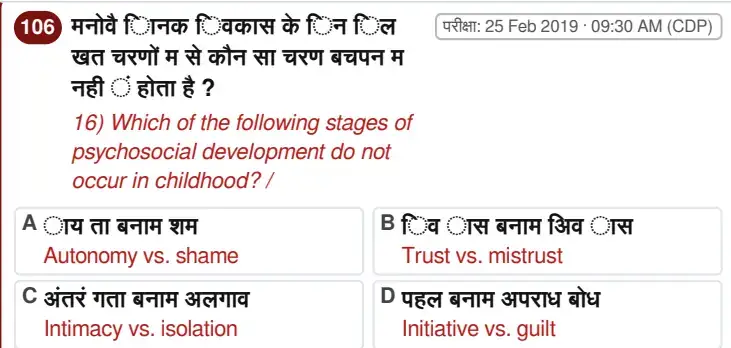 106 मनोवै िानक िवकास के िन िल
परीक्षा: 25 Feb 2019 · 09:30 AM (CDP)
खत चरणों म से कौन सा चरण बचपन म
नही ं होता है ?
16) Which of the following stages of
psychosocial development do not
occur in childhood? /
A ाय ता बनाम शम
Autonomy vs. shame
B िव ास बनाम अिव ास
Trust vs. mistrust
C अंतरं गता बनाम अलगाव
Intimacy vs. isolation
D पहल बनाम अपराध बोध
Initiative vs. guilt